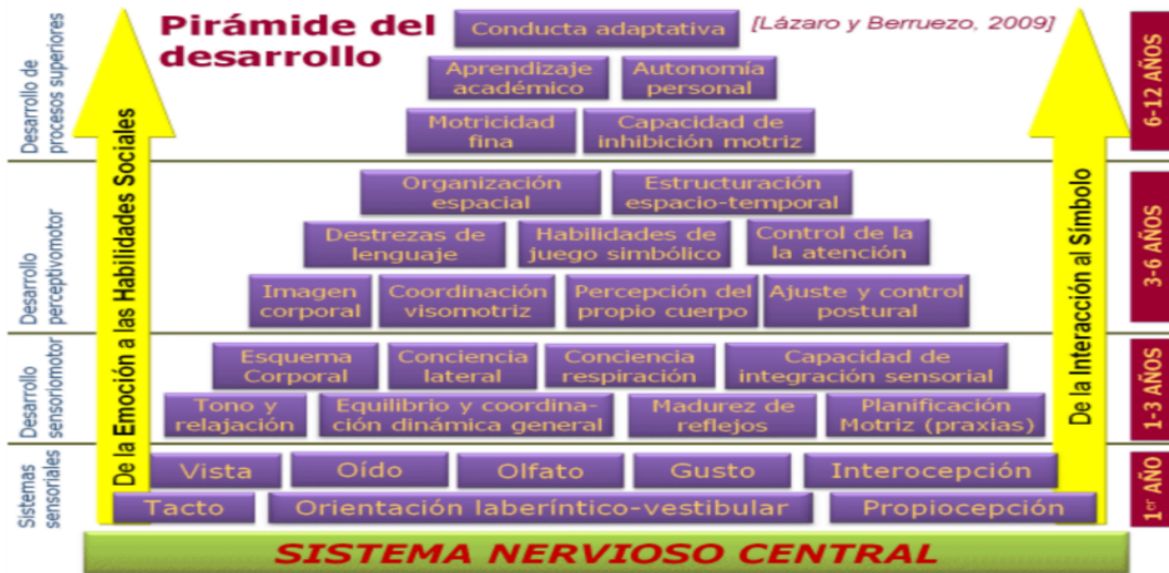 Pirámide del
desarrollo
[Lázaro y Berruezo, 2009]
Conducta adaptativa
Aprendizaje
académico
Autonomía
personal
Motricidad
fina
Capacidad de
inhibición motriz
Desarrollo de
procesos superiores
6-12 AÑOS
Organización
espacial
Estructuración
espacio-temporal
Destrezas de
lenguaje
Habilidades de
juego simbólico
Control de la
la atención
Imagen
corporal
Coordinación
visomotriz
Percepción del
propio cuerpo
Ajuste y control
postural
Desarrollo
perceptivomotor
3-6 AÑOS
Esquema
Corporal
Conciencia
lateral
Conciencia
respiración
Capacidad de
integración sensorial
Tono y
relajación
Equilibrio y coordina-
ción dinámica general
Madurez de
reflejos
Planificación
Motriz (praxias)
Desarrollo
sensoriomotor
1-3 AÑOS
Vista
Oído
Olfato
Gusto
Interocepción
Tacto
Orientación laberíntico-vestibular
Propiocepción
Sistemas
sensoriales
1er AÑO
De la Emoción a las Habilidades Sociales
De la Interacción al Símbolo
SISTEMA NERVIOSO CENTRAL